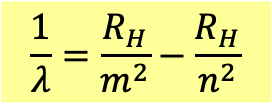 1/λ = R_H/m² − R_H/n²